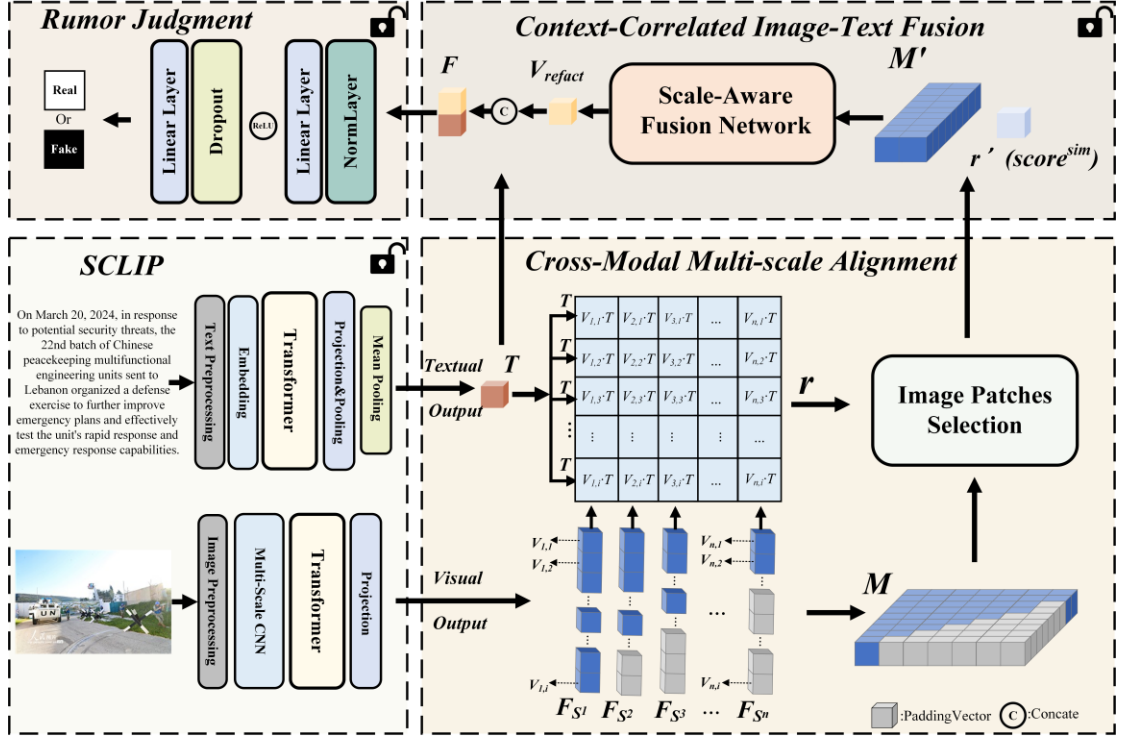 Rumor Judgment
Real
Or
Fake
Linear Layer
Droput
ReLU
Linear Layer
NormLayer
Context-Correlated Image-Text Fusion
F
V_refact
C
Scale-Aware
Fusion Network
M'
r' (score^sim)
SCLIP
On March 20, 2024, in response
to potential security threats, the
22nd batch of Chinese
peacekeeping multifunctional
engineering units sent to
Lebanon organized a defense
exercise to further improve
emergency plans and effectively
test the unit's rapid response and
emergency response capabilities.
Text Preprocessing
Embedding
Transformer
Projection&Pooling
Mean Pooling
UN
Image Preprocessing
Multi-Scale CNN
Transformer
Projection
Textual
Output
Visual
Output
Cross-Modal Multi-scale Alignment
T
T
T
T
T
T
V1,1·T V2,1·T V3,1·T ... Vn,1·T
V1,2·T V2,2·T V3,2·T ... Vn,2·T
V1,3·T V2,3·T V3,3·T ... Vn,3·T
⋮ ⋮ ⋮ ⋮ ...
V1,i·T V2,i·T V3,i·T ... Vn,i·T
r
Image Patches
Selection
V1,1
V1,2
V1,i
Vn,1
Vn,2
Vn,i
...
...
F_S1 F_S2 F_S3 ... F_Sn
M
:PaddingVector
C :Concate